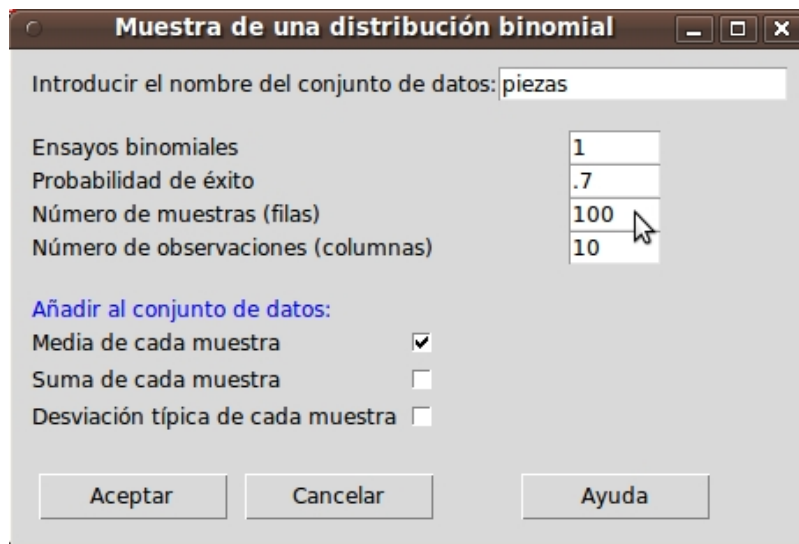 Muestra de una distribución binomial
Introducir el nombre del conjunto de datos: piezas
Ensayos binomiales 1
Probabilidad de éxito .7
Número de muestras (filas) 100
Número de observaciones (columnas) 10
Añadir al conjunto de datos:
Media de cada muestra
Suma de cada muestra
Desviación típica de cada muestra
Aceptar Cancelar Ayuda